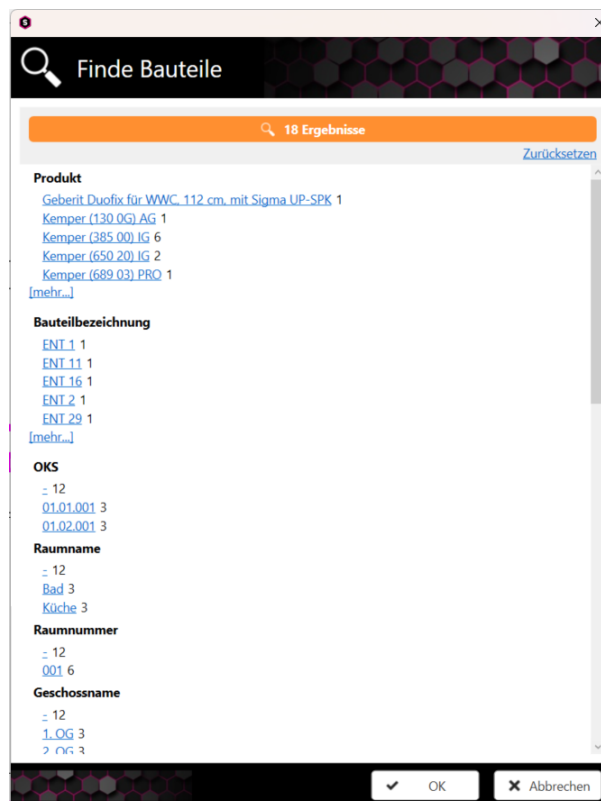 S
Finde Bauteile
18 Ergebnisse
Zurücksetzen
Produkt
Geberit Duofix für WWC, 112 cm, mit Sigma UP-SPK 1
Kemper (130 0G) AG 1
Kemper (385 00) IG 6
Kemper (650 20) IG 2
Kemper (689 03) PRO 1
[mehr...]
Bauteilbezeichnung
ENT 1 1
ENT 11 1
ENT 16 1
ENT 2 1
ENT 29 1
[mehr...]
OKS
- 12
01.01.001 3
01.02.001 3
Raumname
- 12
Bad 3
Küche 3
Raumnummer
- 12
001 6
Geschossname
- 12
1. OG 3
2. OG 3
OK
Abbrechen